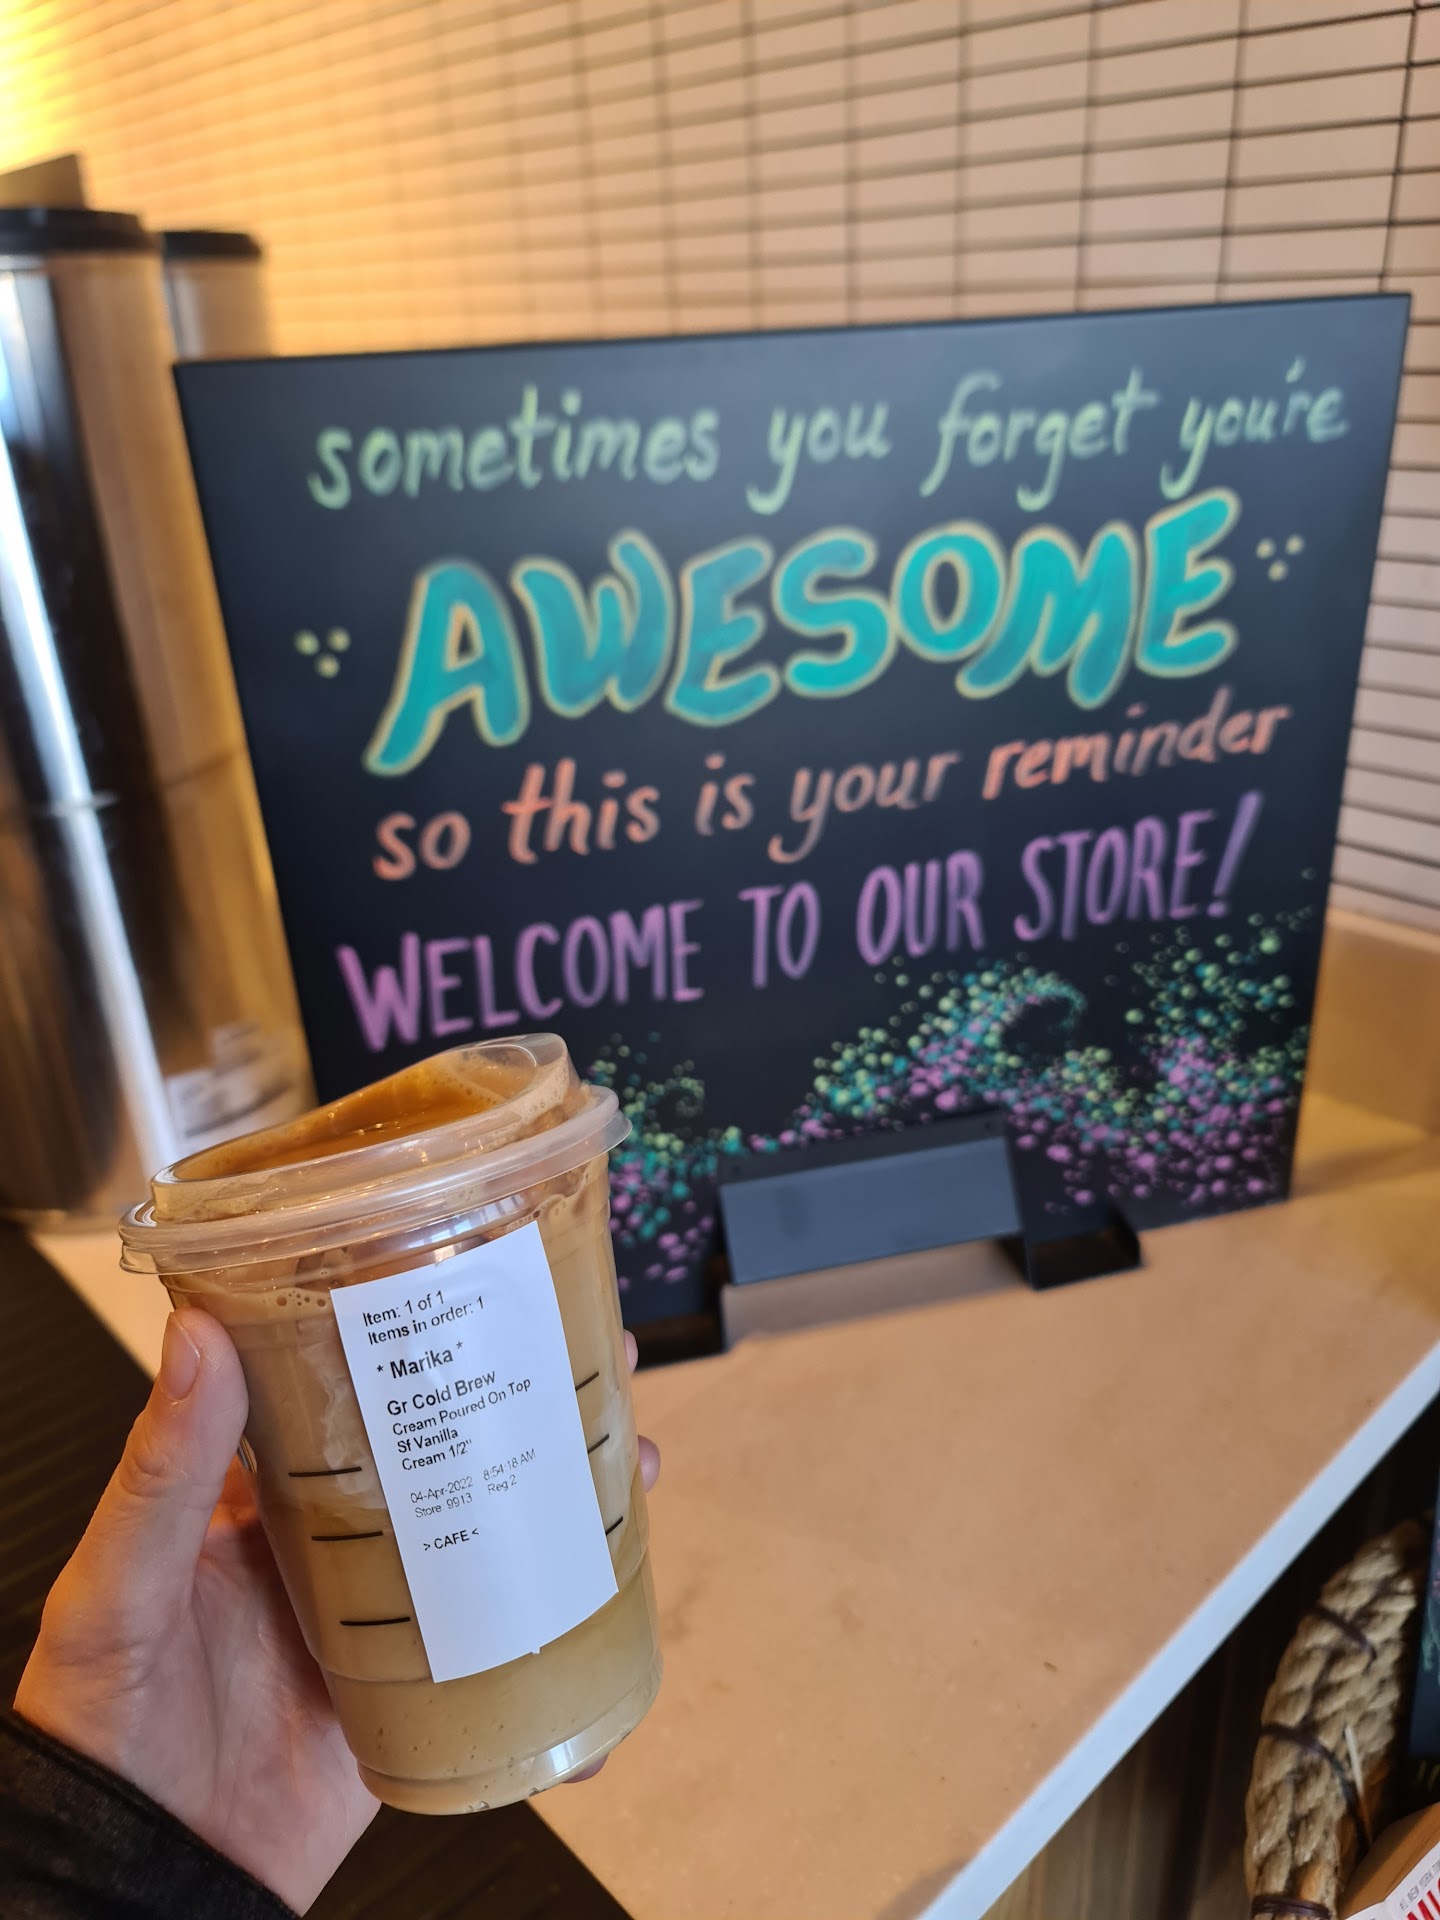 sometimes you forget you're
AWESOME
so this is your reminder
WELCOME TO OUR STORE!
Item: 1 of 1
Items in order: 1
* Marika *
Gr Cold Brew
Cream Poured On Top
Sf Vanilla
Cream 1/2"
04-Apr-2022 8:54:18 AM
Store 9913 Reg 2
> CAFE <